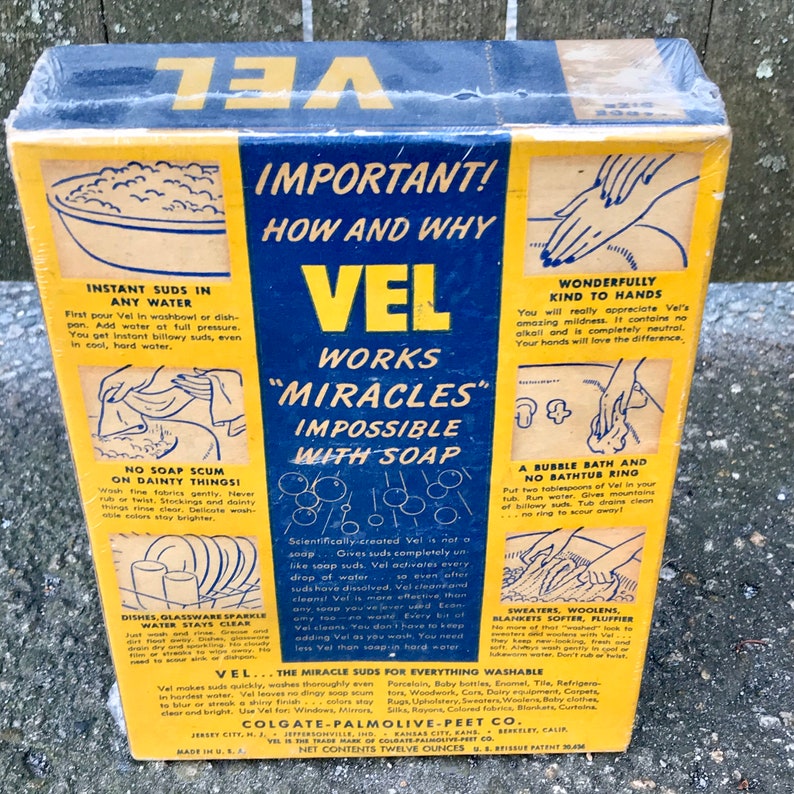 VEL
IMPORTANT!
HOW AND WHY
VEL
WORKS
"MIRACLES"
IMPOSSIBLE
WITH SOAP
Scientifically-created Vel is not a
soap . . . Gives suds completely un-
like soap suds. Vel activates every
drop of water . . . so even after
suds have dissolved, Vel cleans and
cleans! Vel is more effective, than
any soap you've ever used. Econ-
omy too—no waste! Every bit of
Vel cleans. You don't have to keep
adding Vel as you wash. You need
less Vel than soap in hard water.
INSTANT SUDS IN
ANY WATER
First pour Vel in washbowl or dish-
pan. Add water at full pressure.
You get instant billowy suds, even
in cool, hard water.
NO SOAP SCUM
ON DAINTY THINGS!
Wash fine fabrics gently. Never
rub or twist. Stockings and dainty
things rinse clear. Delicate wash-
able colors stay brighter.
DISHES, GLASSWARE SPARKLE
WATER STAYS CLEAR
Just wash and rinse. Grease and
dirt float away. Dishes, glassware
drain dry and sparkling. No cloudy
film or streaks to wipe away. No
need to scour sink or dishpan.
WONDERFULLY
KIND TO HANDS
You will really appreciate Vel's
amazing mildness. It contains no
alkali and is completely neutral.
Your hands will love the difference.
A BUBBLE BATH AND
NO BATHTUB RING
Put two tablespoons of Vel in your
tub. Run water. Gives mountains
of billowy suds. Tub drains clean
. . . no ring to scour away!
SWEATERS, WOOLENS,
BLANKETS SOFTER, FLUFFIER
No more of that "washed" look to
sweaters and woolens with Vel . . .
They keep new-looking, fresh and
soft. Always wash gently in cool or
lukewarm water. Don't rub or twist.
VEL . . . THE MIRACLE SUDS FOR EVERYTHING WASHABLE
Vel makes suds quickly, washes thoroughly even
in hardest water. Vel leaves no dingy soap scum
to blur or streak a shiny finish . . . colors stay
clear and bright. Use Vel for: Windows, Mirrors,
Porcelain, Baby bottles, Enamel, Tile, Refrigera-
tors, Woodwork, Cars, Dairy equipment, Carpets,
Rugs, Upholstery, Sweaters, Woolens, Baby clothes,
Silks, Rayons, Colored fabrics, Blankets, Curtains.
COLGATE-PALMOLIVE-PEET CO.
JERSEY CITY, N. J. • JEFFERSONVILLE, IND. • KANSAS CITY, KANS. • BERKELEY, CALIF.
VEL IS THE TRADE MARK OF COLGATE-PALMOLIVE-PEET CO.
MADE IN U. S. A. NET CONTENTS TWELVE OUNCES U. S. REISSUE PATENT 20,636